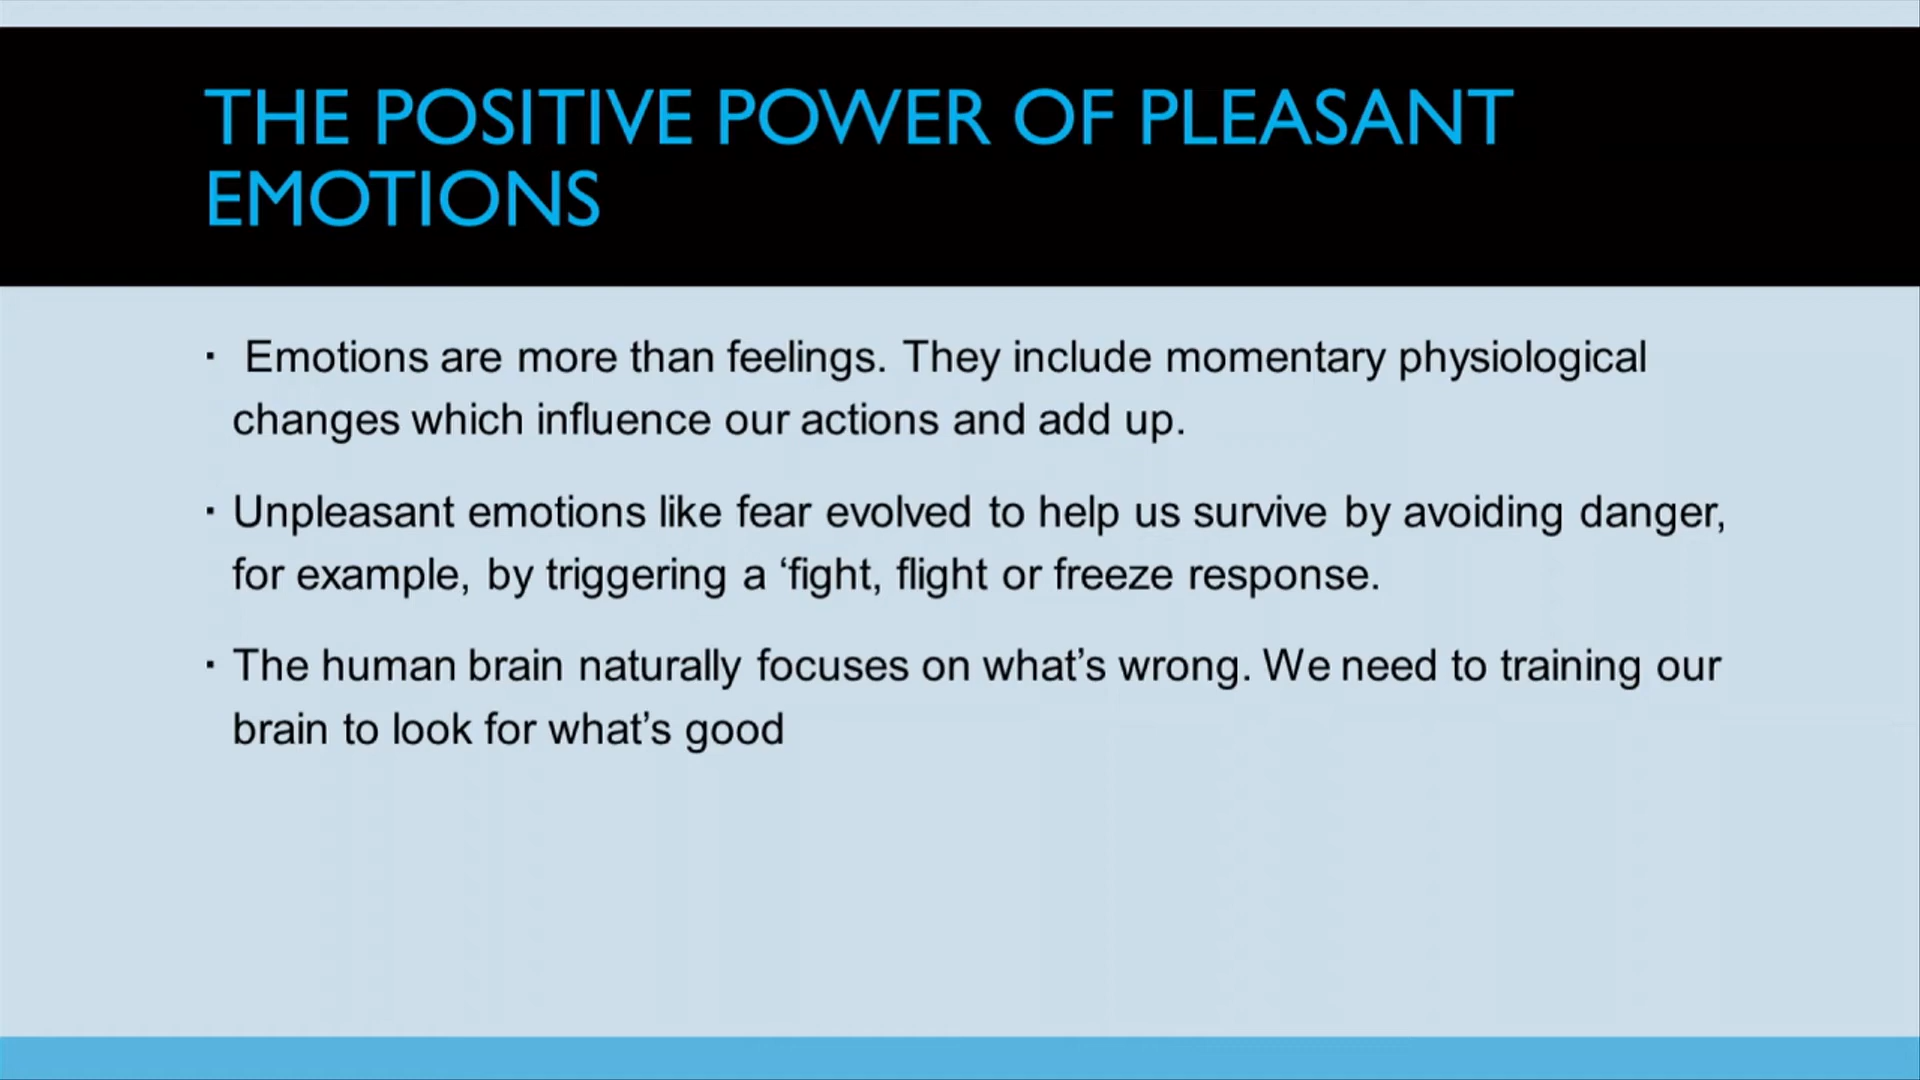 THE POSITIVE POWER OF PLEASANT
EMOTIONS
▪ Emotions are more than feelings. They include momentary physiological
changes which influence our actions and add up.
▪ Unpleasant emotions like fear evolved to help us survive by avoiding danger,
for example, by triggering a ‘fight, flight or freeze response.
▪ The human brain naturally focuses on what’s wrong. We need to training our
brain to look for what’s good